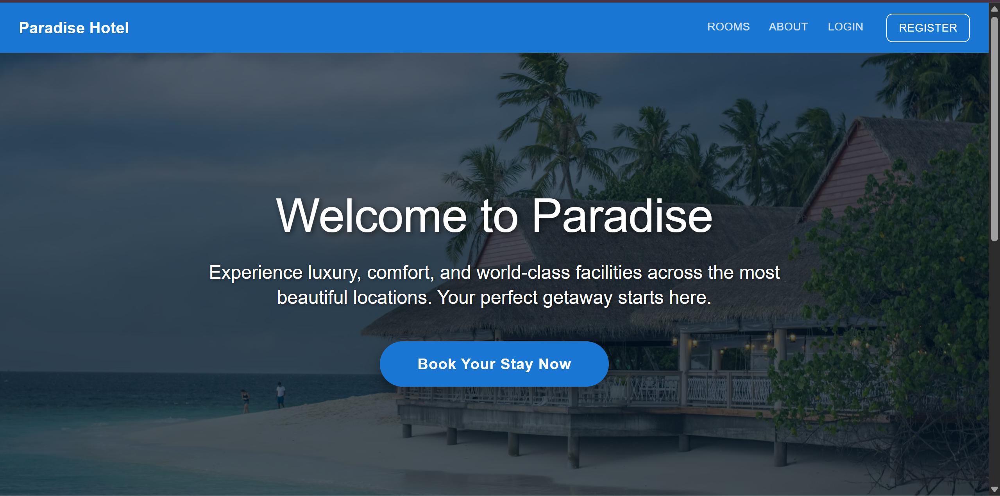 Paradise Hotel
ROOMS ABOUT LOGIN REGISTER
Welcome to Paradise
Experience luxury, comfort, and world-class facilities across the most
beautiful locations. Your perfect getaway starts here.
Book Your Stay Now